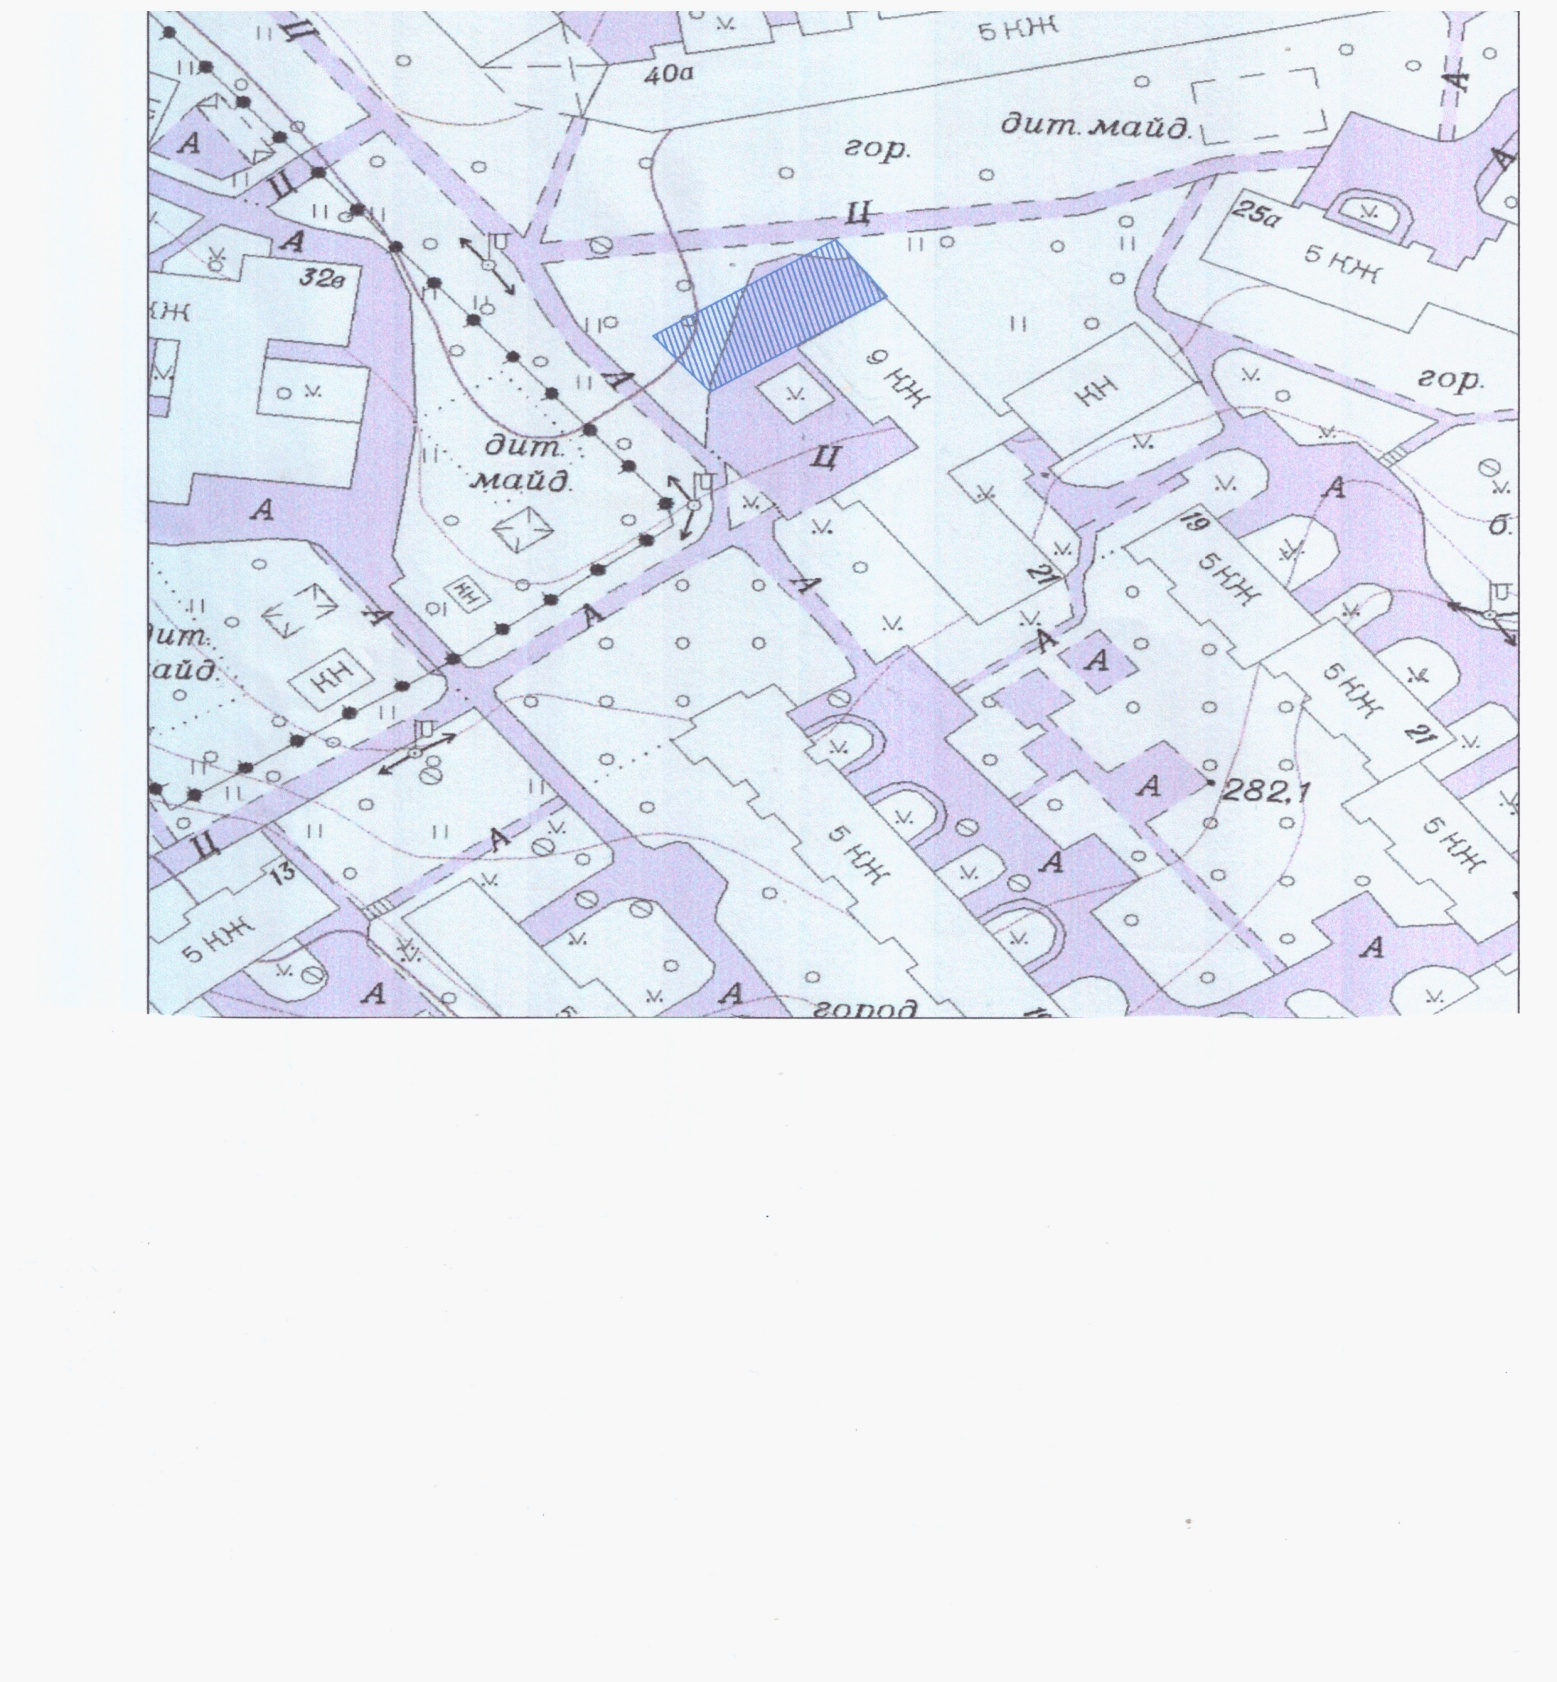 Ц
5 КЖ
40а
А
дит. майд.
гор.
А
Ц
А
Ц
А
25а
32в
5 КЖ
КЖ
9 КЖ
А
КН
гор.
дит.
майд.
Ц
А
А
19
б.
21
5 КЖ
КН
А
А
А
дит.
майд.
А
А
КН
5 КЖ
21
А
282,1
Ц
А
5 КЖ
5 КЖ
А
13
5 КЖ
А
А
А
город